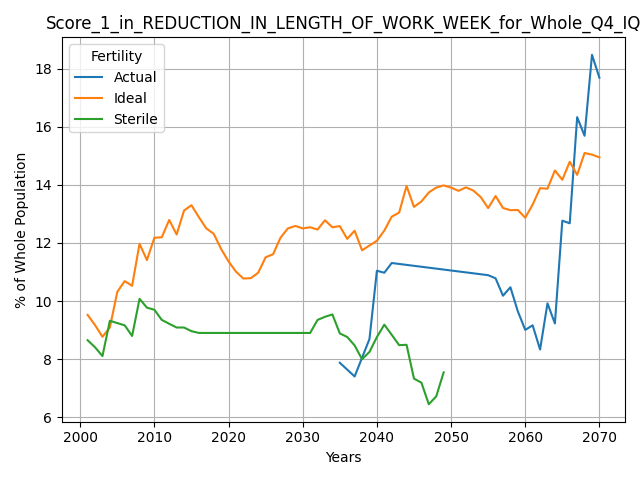 Score_1_in_REDUCTION_IN_LENGTH_OF_WORK_WEEK_for_Whole_Q4_IQ
Fertility
Actual
Ideal
Sterile
% of Whole Population
18
16
14
12
10
8
6
2000 2010 2020 2030 2040 2050 2060 2070
Years